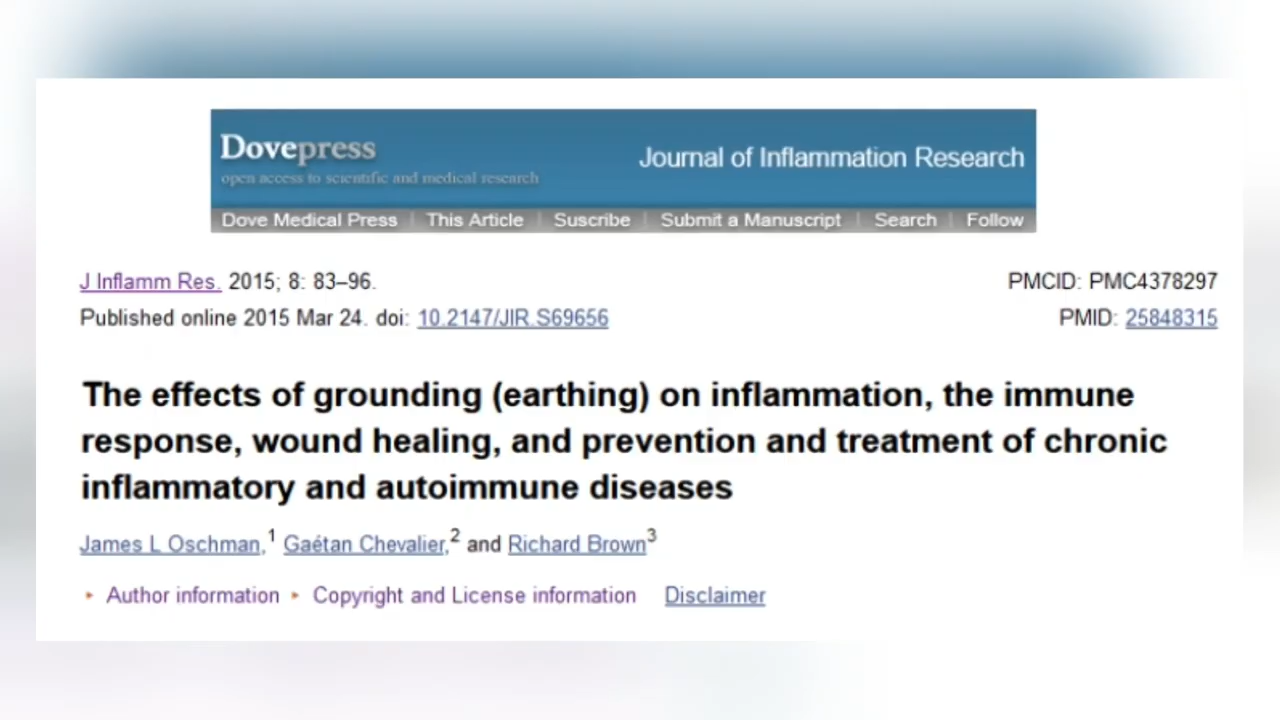 Dovepress
open access to scientific and medical research
Journal of Inflammation Research
Dove Medical Press | This Article | Suscribe | Submit a Manuscript | Search | Follow
J Inflamm Res. 2015; 8: 83–96.
PMCID: PMC4378297
Published online 2015 Mar 24. doi: 10.2147/JIR.S69656
PMID: 25848315
The effects of grounding (earthing) on inflammation, the immune
response, wound healing, and prevention and treatment of chronic
inflammatory and autoimmune diseases
James L Oschman,1 Gaétan Chevalier,2 and Richard Brown3
Author information Copyright and License information Disclaimer